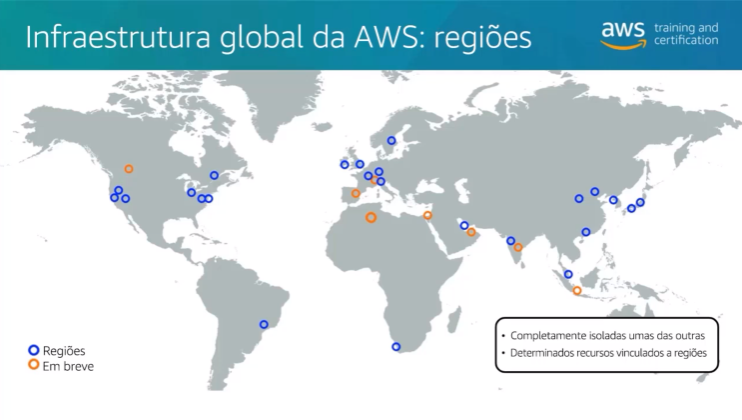 Infraestrutura global da AWS: regiões
aws training and
certification
• Completamente isoladas umas das outras
• Determinados recursos vinculados a regiões
Regiões
Em breve